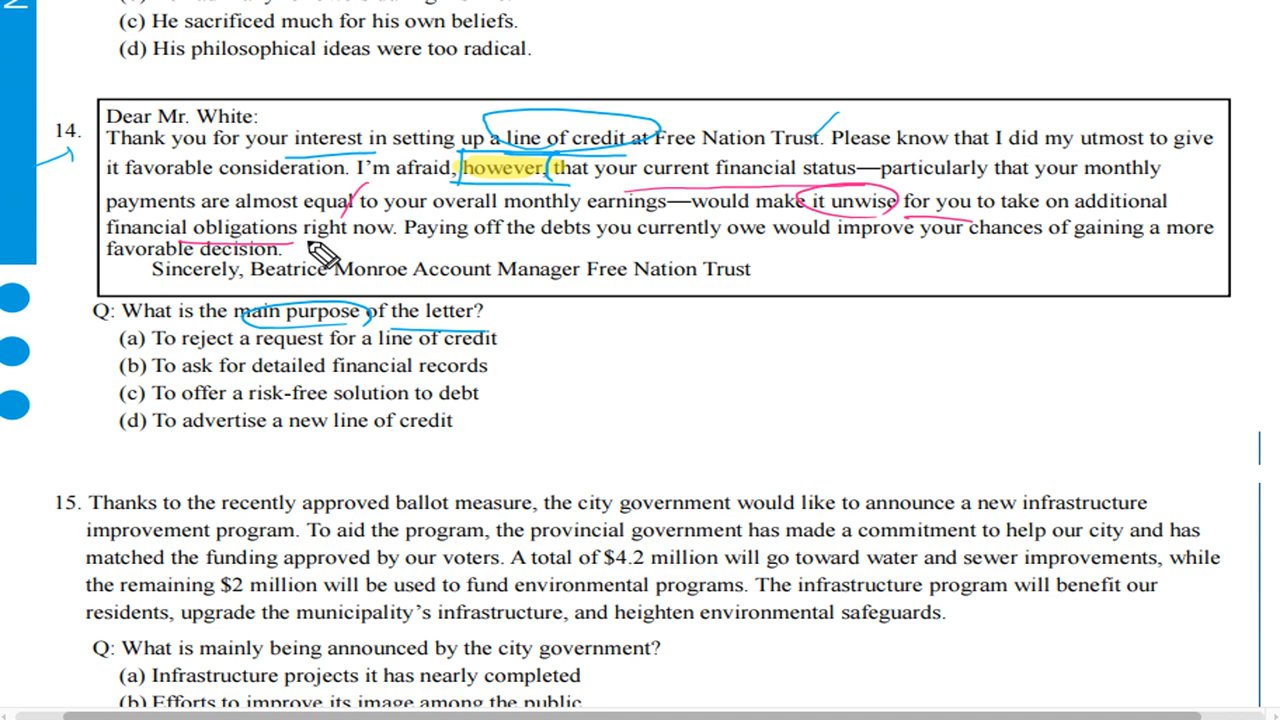 (c) He sacrificed much for his own beliefs.
(d) His philosophical ideas were too radical.
14.
Dear Mr. White:
Thank you for your interest in setting up a line of credit at Free Nation Trust. Please know that I did my utmost to give
it favorable consideration. I'm afraid, however, that your current financial status—particularly that your monthly
payments are almost equal to your overall monthly earnings—would make it unwise for you to take on additional
financial obligations right now. Paying off the debts you currently owe would improve your chances of gaining a more
favorable decision.
Sincerely, Beatrice Monroe Account Manager Free Nation Trust
Q: What is the main purpose of the letter?
(a) To reject a request for a line of credit
(b) To ask for detailed financial records
(c) To offer a risk-free solution to debt
(d) To advertise a new line of credit
15. Thanks to the recently approved ballot measure, the city government would like to announce a new infrastructure
improvement program. To aid the program, the provincial government has made a commitment to help our city and has
matched the funding approved by our voters. A total of $4.2 million will go toward water and sewer improvements, while
the remaining $2 million will be used to fund environmental programs. The infrastructure program will benefit our
residents, upgrade the municipality's infrastructure, and heighten environmental safeguards.
Q: What is mainly being announced by the city government?
(a) Infrastructure projects it has nearly completed
(b) Efforts to improve its image among the public